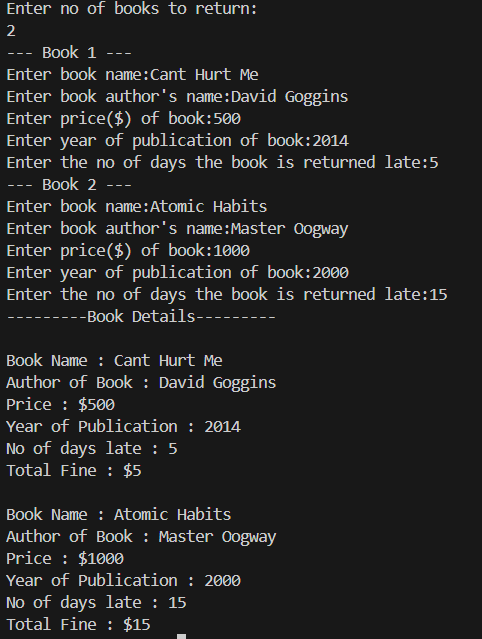 Enter no of books to return:
2
--- Book 1 ---
Enter book name:Cant Hurt Me
Enter book author's name:David Goggins
Enter price($) of book:500
Enter year of publication of book:2014
Enter the no of days the book is returned late:5
--- Book 2 ---
Enter book name:Atomic Habits
Enter book author's name:Master Oogway
Enter price($) of book:1000
Enter year of publication of book:2000
Enter the no of days the book is returned late:15
---------Book Details---------
Book Name : Cant Hurt Me
Author of Book : David Goggins
Price : $500
Year of Publication : 2014
No of days late : 5
Total Fine : $5
Book Name : Atomic Habits
Author of Book : Master Oogway
Price : $1000
Year of Publication : 2000
No of days late : 15
Total Fine : $15